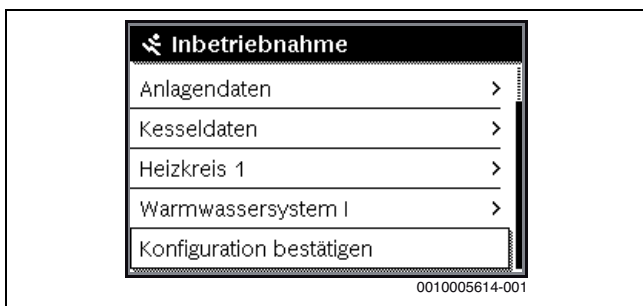 Inbetriebnahme
Anlagendaten >
Kesseldaten >
Heizkreis 1 >
Warmwassersystem I >
Konfiguration bestätigen
0010005614-001